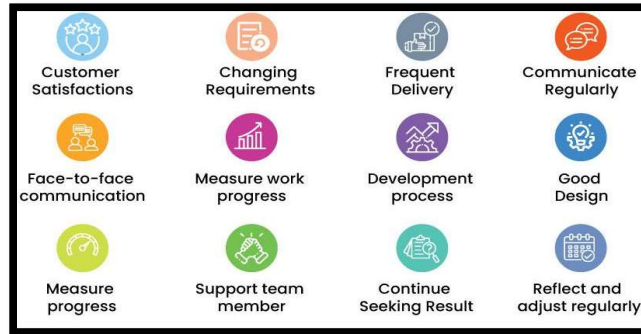 Customer
Satisfactions
Changing
Requirements
Frequent
Delivery
Communicate
Regularly
Face-to-face
communication
Measure work
progress
Development
process
Good
Design
Measure
progress
Support team
member
Continue
Seeking Result
Reflect and
adjust regularly